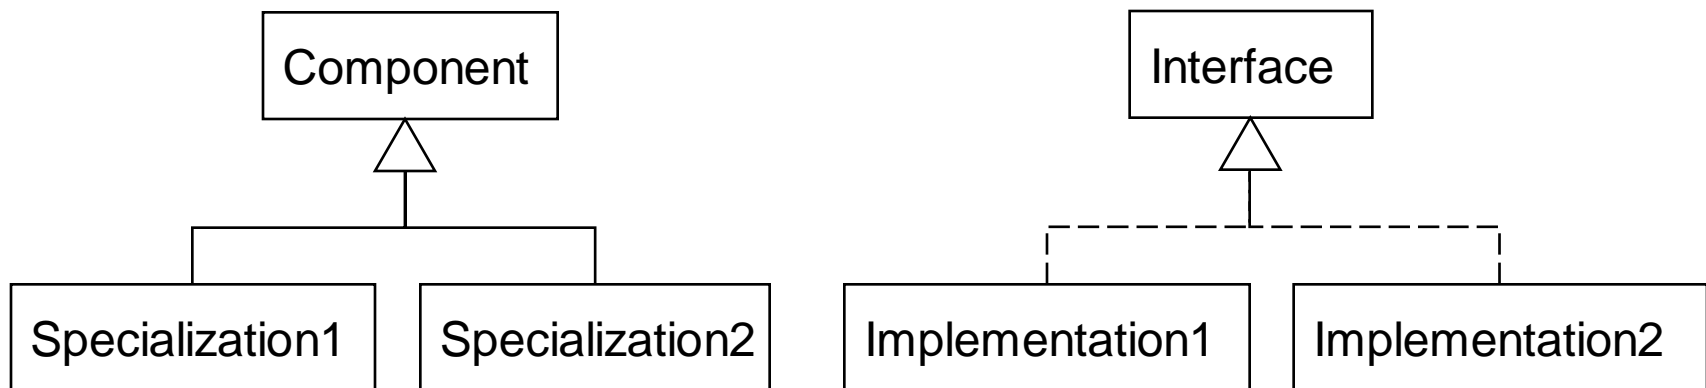 Component
Interface
Specialization1
Specialization2
Implementation1
Implementation2